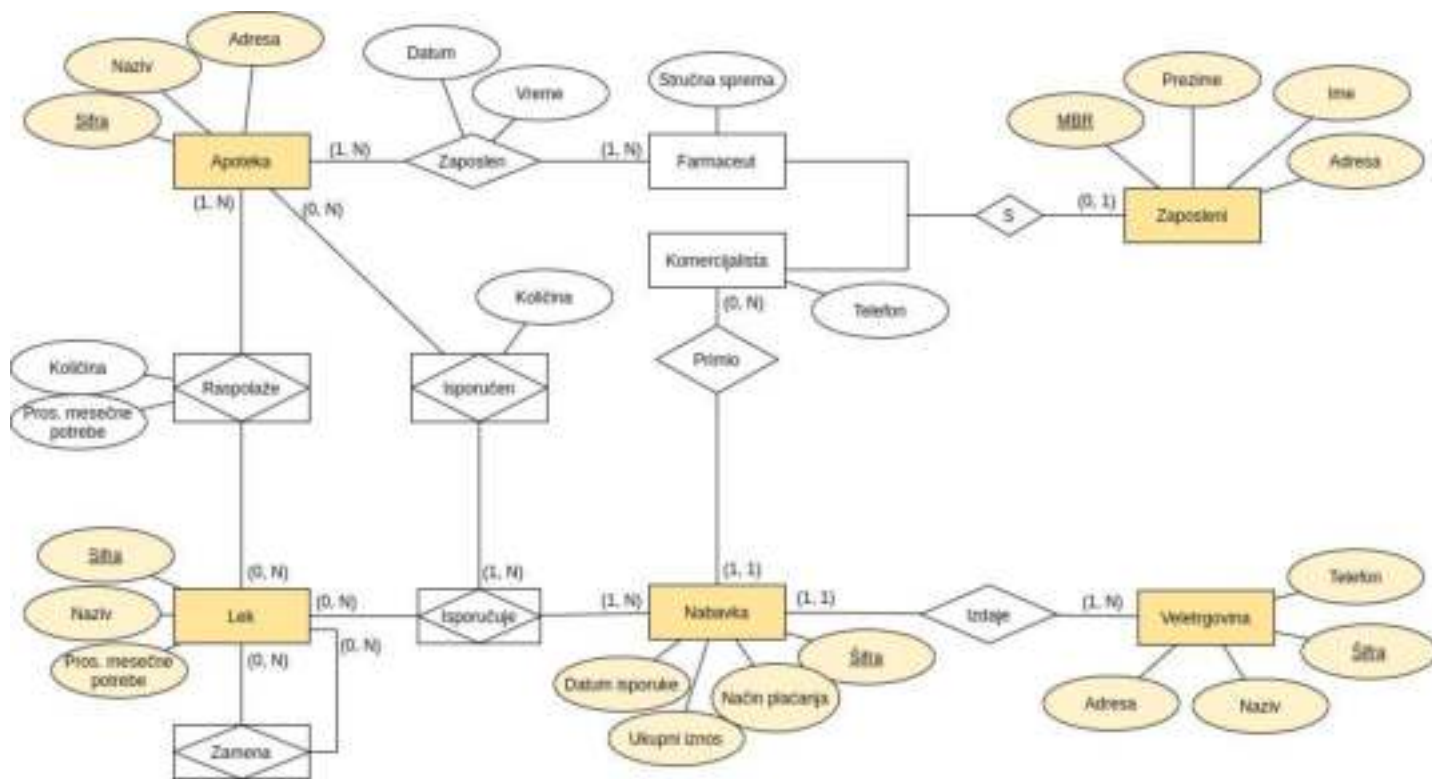 Adresa
Naziv
Sifra
Apoteka
(1, N)
(1, N)
(0, N)
Datum
Vreme
Zaposlen
(1, N)
Stručna sprema
Farmaceut
Komercijalista
(0, N)
Telefon
S
(0, 1)
MBR
Prezime
Ime
Adresa
Zaposleni
Količina
Isporučen
Primio
Količina
Pros. mesečne
potrebe
Raspolaže
Sifra
Naziv
Pros. mesečne
potrebe
(0, N)
Lek
(0, N)
(0, N)
(0, N)
Zamena
(1, N)
Isporučuje
(1, N)
(1, 1)
Nabavka
(1, 1)
Datum isporuke
Ukupni iznos
Način plaćanja
Šifra
Izdaje
(1, N)
Veletrgovina
Telefon
Šifra
Adresa
Naziv